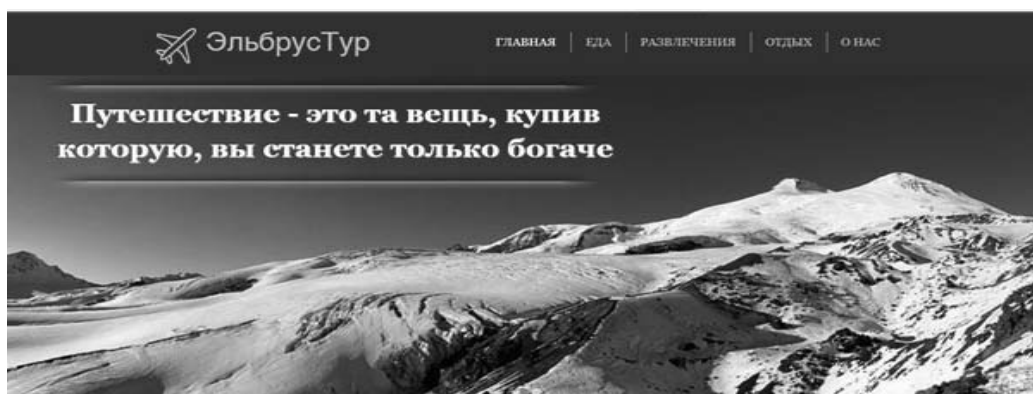 ЭльбрусТур
ГЛАВНАЯ | ЕДА | РАЗВЛЕЧЕНИЯ | ОТДЫХ | О НАС
Путешествие - это та вещь, купив
которую, вы станете только богаче